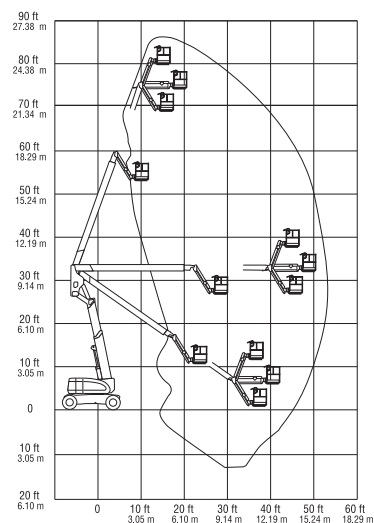 90 ft
27.38 m
80 ft
24.38 m
70 ft
21.34 m
60 ft
18.29 m
50 ft
15.24 m
40 ft
12.19 m
30 ft
9.14 m
20 ft
6.10 m
10 ft
3.05 m
0
10 ft
3.05 m
20 ft
6.10 m
0 10 ft 20 ft 30 ft 40 ft 50 ft 60 ft
3.05 m 6.10 m 9.14 m 12.19 m 15.24 m 18.29 m